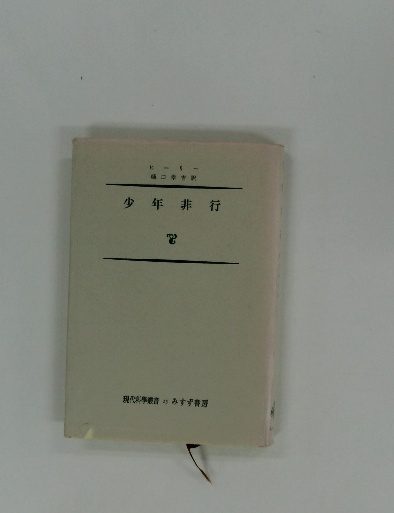 ヒーリー
樋口幸吉訳
少年非行
現代科學叢書 みすず書房